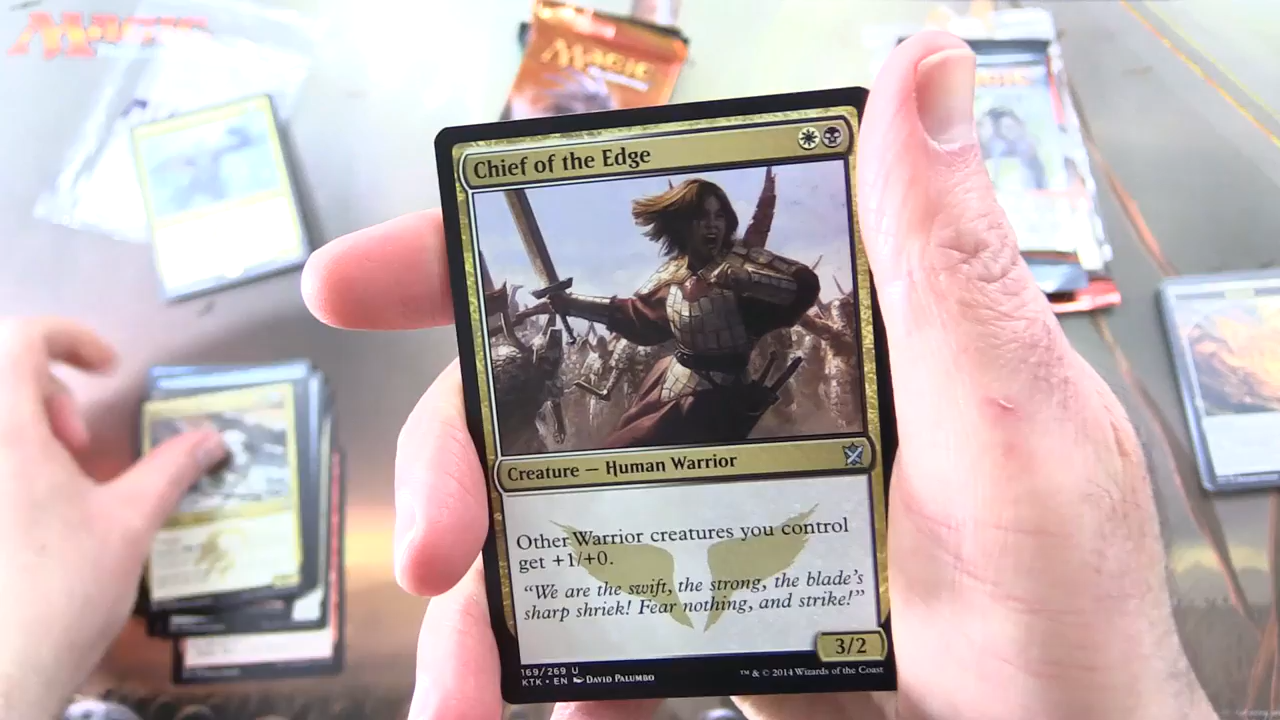 Magic
Magic
Chief of the Edge
Creature — Human Warrior
Other Warrior creatures you control
get +1/+0.
“We are the swift, the strong, the blade’s
sharp shriek! Fear nothing, and strike!”
3/2
169/269 U
KTK • EN DAVID PALUMBO
™ & © 2014 Wizards of the Coast